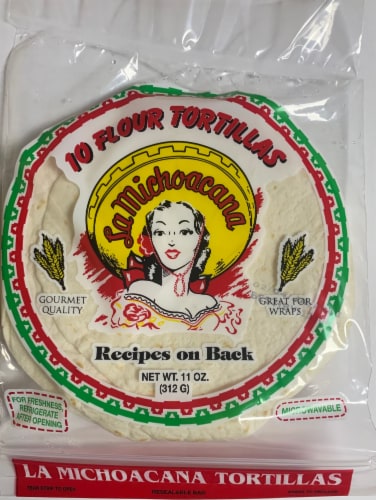 10 FLOUR TORTILLAS
La Michoacana
GOURMET
QUALITY
GREAT FOR
WRAPS
Recipes on Back
NET WT. 11 OZ.
(312 G)
FOR FRESHNESS,
REFRIGERATE
AFTER OPENING
MICROWAVABLE
LA MICHOACANA TORTILLAS
RESEALABLE BAG